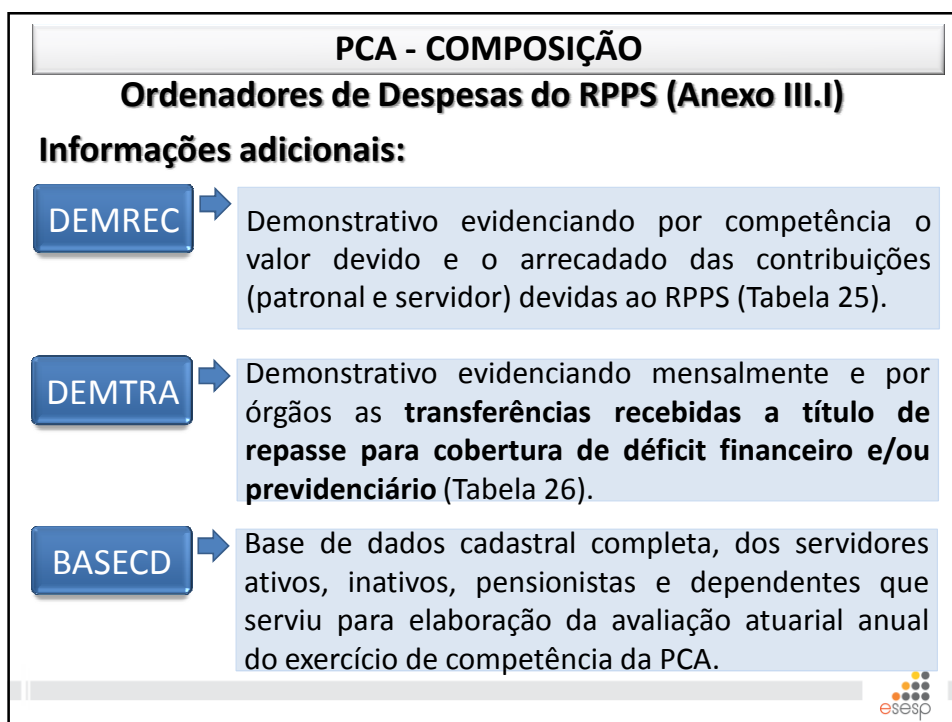 PCA - COMPOSIÇÃO
Ordenadores de Despesas do RPPS (Anexo III.I)
Informações adicionais:
DEMREC
Demonstrativo evidenciando por competência o
valor devido e o arrecadado das contribuições
(patronal e servidor) devidas ao RPPS (Tabela 25).
DEMTRA
Demonstrativo evidenciando mensalmente e por
órgãos as transferências recebidas a título de
repasse para cobertura de déficit financeiro e/ou
previdenciário (Tabela 26).
BASECD
Base de dados cadastral completa, dos servidores
ativos, inativos, pensionistas e dependentes que
serviu para elaboração da avaliação atuarial anual
do exercício de competência da PCA.
esesp